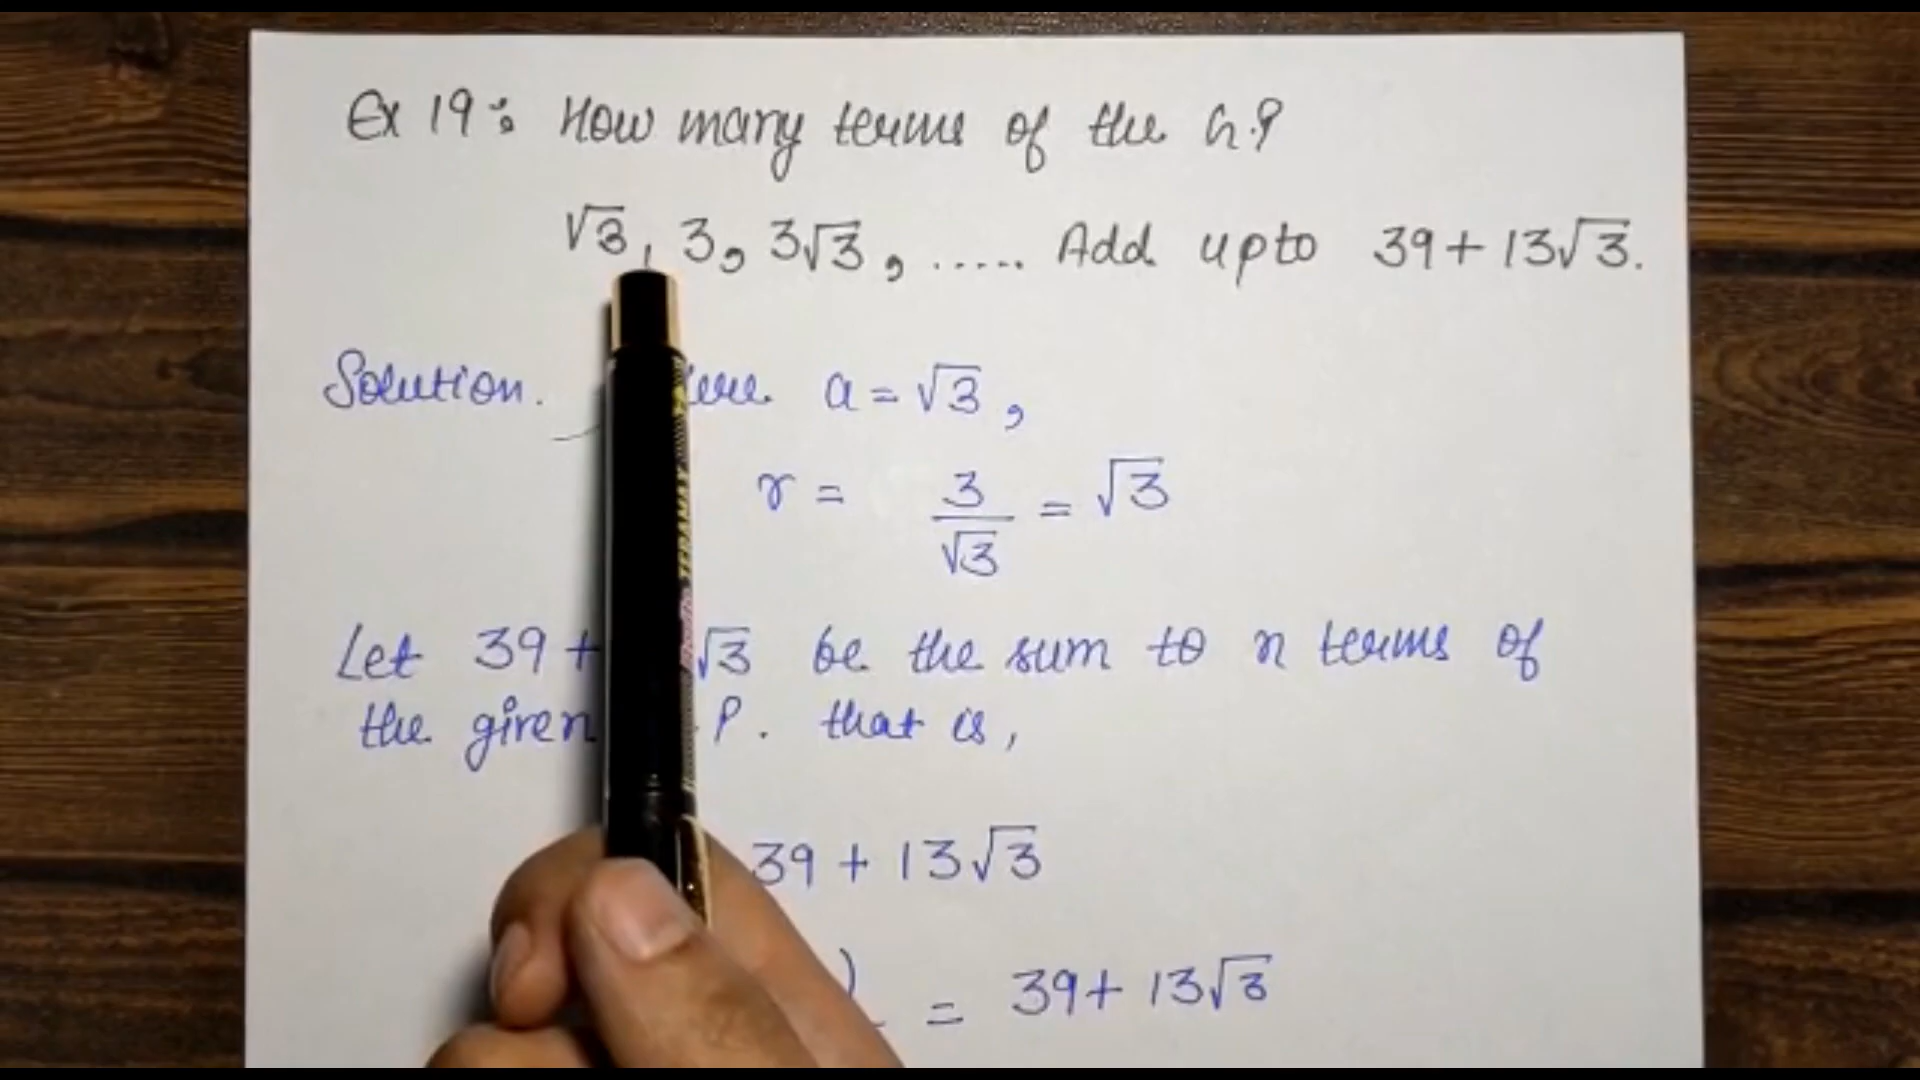 Ex 19: How many terms of the G.P
√3, 3, 3√3, ..... Add upto 39 + 13√3.
Solution. a = √3,
r = 3/√3 = √3
Let 39 + √3 be the sum to n terms of
the given P. that is,
39 + 13√3
) = 39 + 13√3